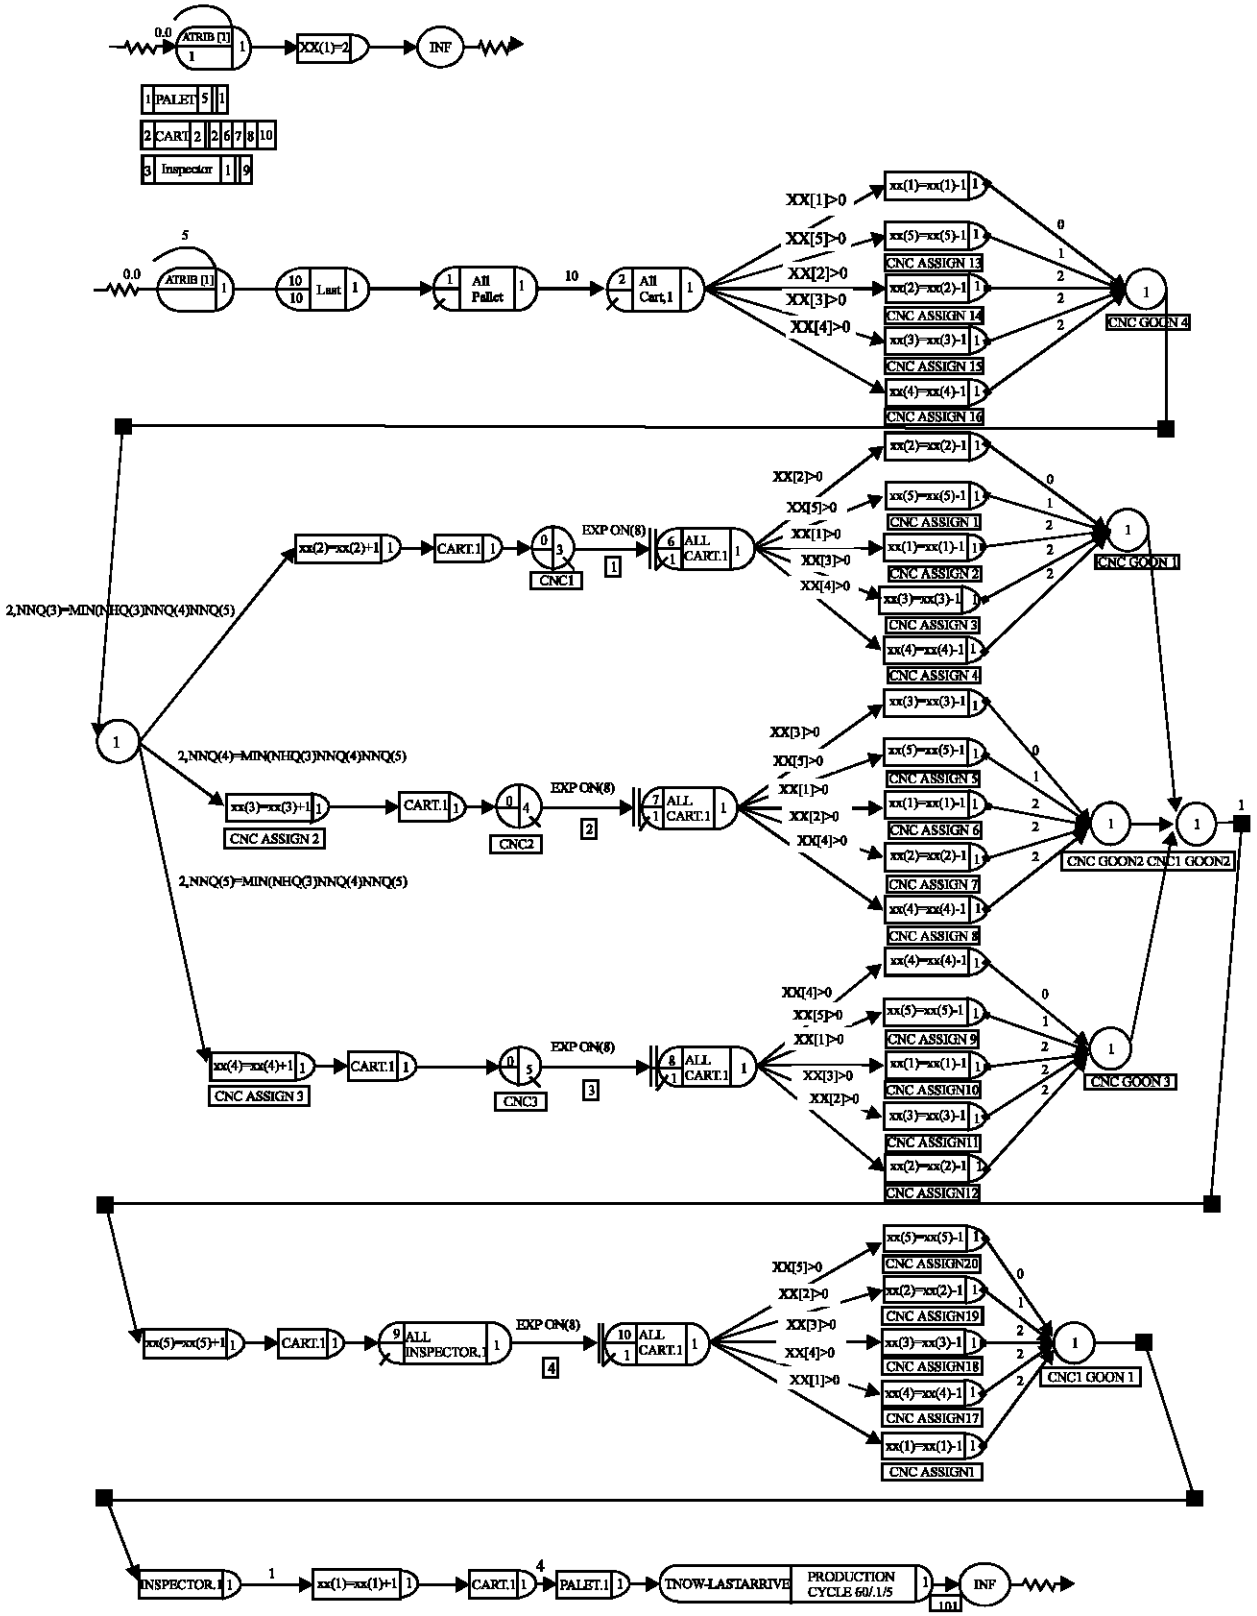 0.0 ATRIB [1] 1 1 XX(1)=2 INF
1 PALET 5 1
2 CART 2 2 6 7 8 10
3 Inspector 1 9
5
0.0 ATRIB [1] 1 10 10 Last 1 1 All Pallet 1 10 2 All Cart,1 1
XX[1]>0 xx(1)=xx(1)-1 1 0
XX[5]>0 xx(5)=xx(5)-1 1 1
CNC ASSIGN 13
XX[2]>0 xx(2)=xx(2)-1 1 2
CNC ASSIGN 14
XX[3]>0 xx(3)=xx(3)-1 1 2
CNC ASSIGN 15
XX[4]>0 xx(4)=xx(4)-1 1 2
CNC ASSIGN 16
1
CNC GOON 4
1
2,NNQ(3)=MIN(NHQ(3)NNQ(4)NNQ(5)
xx(2)=xx(2)+1 1 CART.1 1 0 3 EXP ON(8) 6 1 ALL CART.1 1
CNC1 1
XX[2]>0 xx(2)=xx(2)-1 1 0
XX[5]>0 xx(5)=xx(5)-1 1 1
CNC ASSIGN 1
XX[1]>0 xx(1)=xx(1)-1 1 2
CNC ASSIGN 2
XX[3]>0 xx(3)=xx(3)-1 1 2
CNC ASSIGN 3
XX[4]>0 xx(4)=xx(4)-1 1 2
CNC ASSIGN 4
1
CNC GOON 1
2,NNQ(4)=MIN(NHQ(3)NNQ(4)NNQ(5)
xx(3)=xx(3)+1 1 CART.1 1 0 4 EXP ON(8) 7 1 ALL CART.1 1
CNC ASSIGN 2 CNC2 2
XX[3]>0 xx(3)=xx(3)-1 1 0
XX[5]>0 xx(5)=xx(5)-1 1 1
CNC ASSIGN 5
XX[1]>0 xx(1)=xx(1)-1 1 2
CNC ASSIGN 6
XX[2]>0 xx(2)=xx(2)-1 1 2
CNC ASSIGN 7
XX[4]>0 xx(4)=xx(4)-1 1 2
CNC ASSIGN 8
1 1 1
CNC GOON2 CNC1 GOON2
2,NNQ(5)=MIN(NHQ(3)NNQ(4)NNQ(5)
xx(4)=xx(4)+1 1 CART.1 1 0 5 EXP ON(8) 8 1 ALL CART.1 1
CNC ASSIGN 3 CNC3 3
XX[4]>0 xx(4)=xx(4)-1 1 0
XX[5]>0 xx(5)=xx(5)-1 1 1
CNC ASSIGN 9
XX[1]>0 xx(1)=xx(1)-1 1 2
CNC ASSIGN10
XX[3]>0 xx(3)=xx(3)-1 1 2
CNC ASSIGN11
XX[2]>0 xx(2)=xx(2)-1 1 2
CNC ASSIGN12
1
CNC GOON 3
xx(5)=xx(5)+1 1 CART.1 1 9 ALL INSPECTOR.1 1 EXP ON(8) 10 1 ALL CART.1 1
4
XX[5]>0 xx(5)=xx(5)-1 1 0
CNC ASSIGN20
XX[2]>0 xx(2)=xx(2)-1 1 1
CNC ASSIGN19
XX[3]>0 xx(3)=xx(3)-1 1 2
CNC ASSIGN18
XX[4]>0 xx(4)=xx(4)-1 1 2
CNC ASSIGN17
XX[1]>0 xx(1)=xx(1)-1 1 2
CNC ASSIGN1
1
CNC1 GOON 1
INSPECTOR.1 1 1 xx(1)=xx(1)+1 1 CART.1 1 4 PALET.1 1 TNOW-LASTARRIVE PRODUCTION CYCLE 60/.1/5 1 INF
101